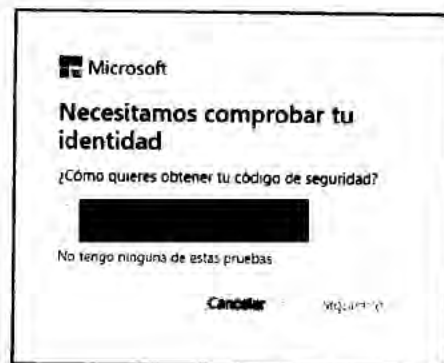 Microsoft
Necesitamos comprobar tu
identidad
¿Cómo quieres obtener tu código de seguridad?
No tengo ninguna de estas pruebas
Cancelar